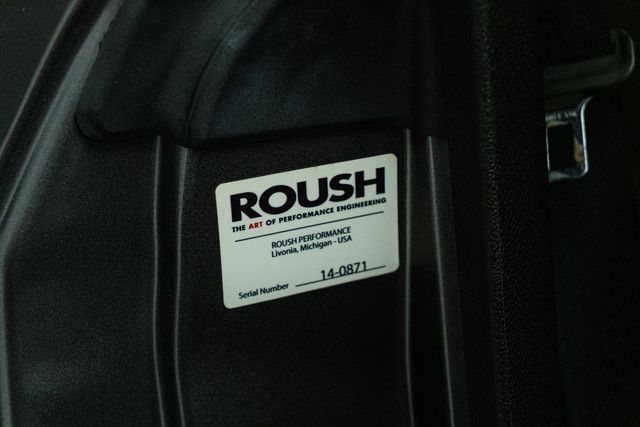 ROUSH
THE ART OF PERFORMANCE ENGINEERING
ROUSH PERFORMANCE
Livonia, Michigan - USA
Serial Number 14-0871